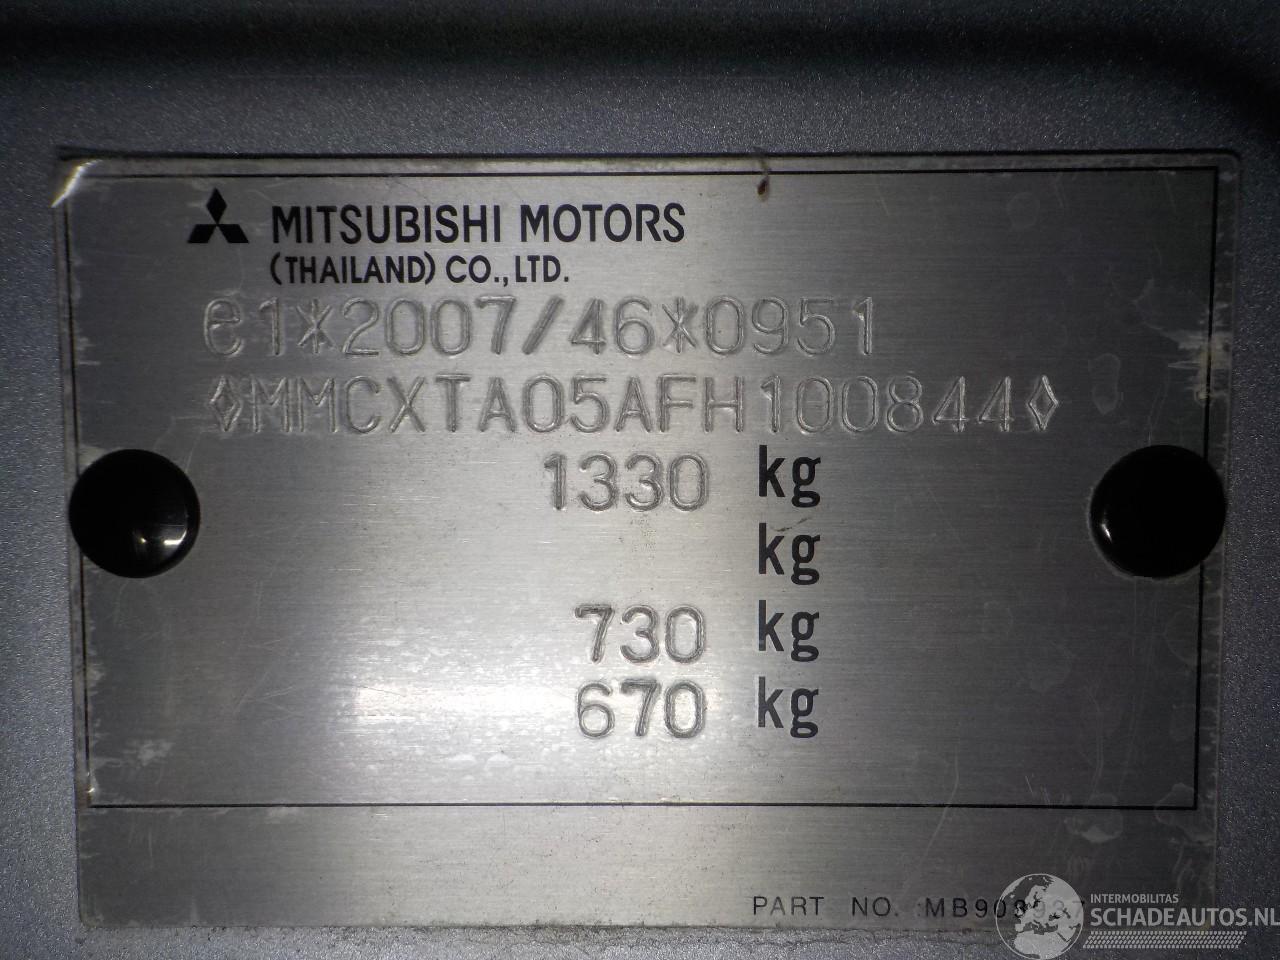 MITSUBISHI MOTORS
(THAILAND) CO., LTD.
e1*2007/46*0951
◊MMCXTA05AFH100844◊
1330 kg
kg
730 kg
670 kg
PART NO.
INTERMOBILITAS
SCHADEAUTOS.NL